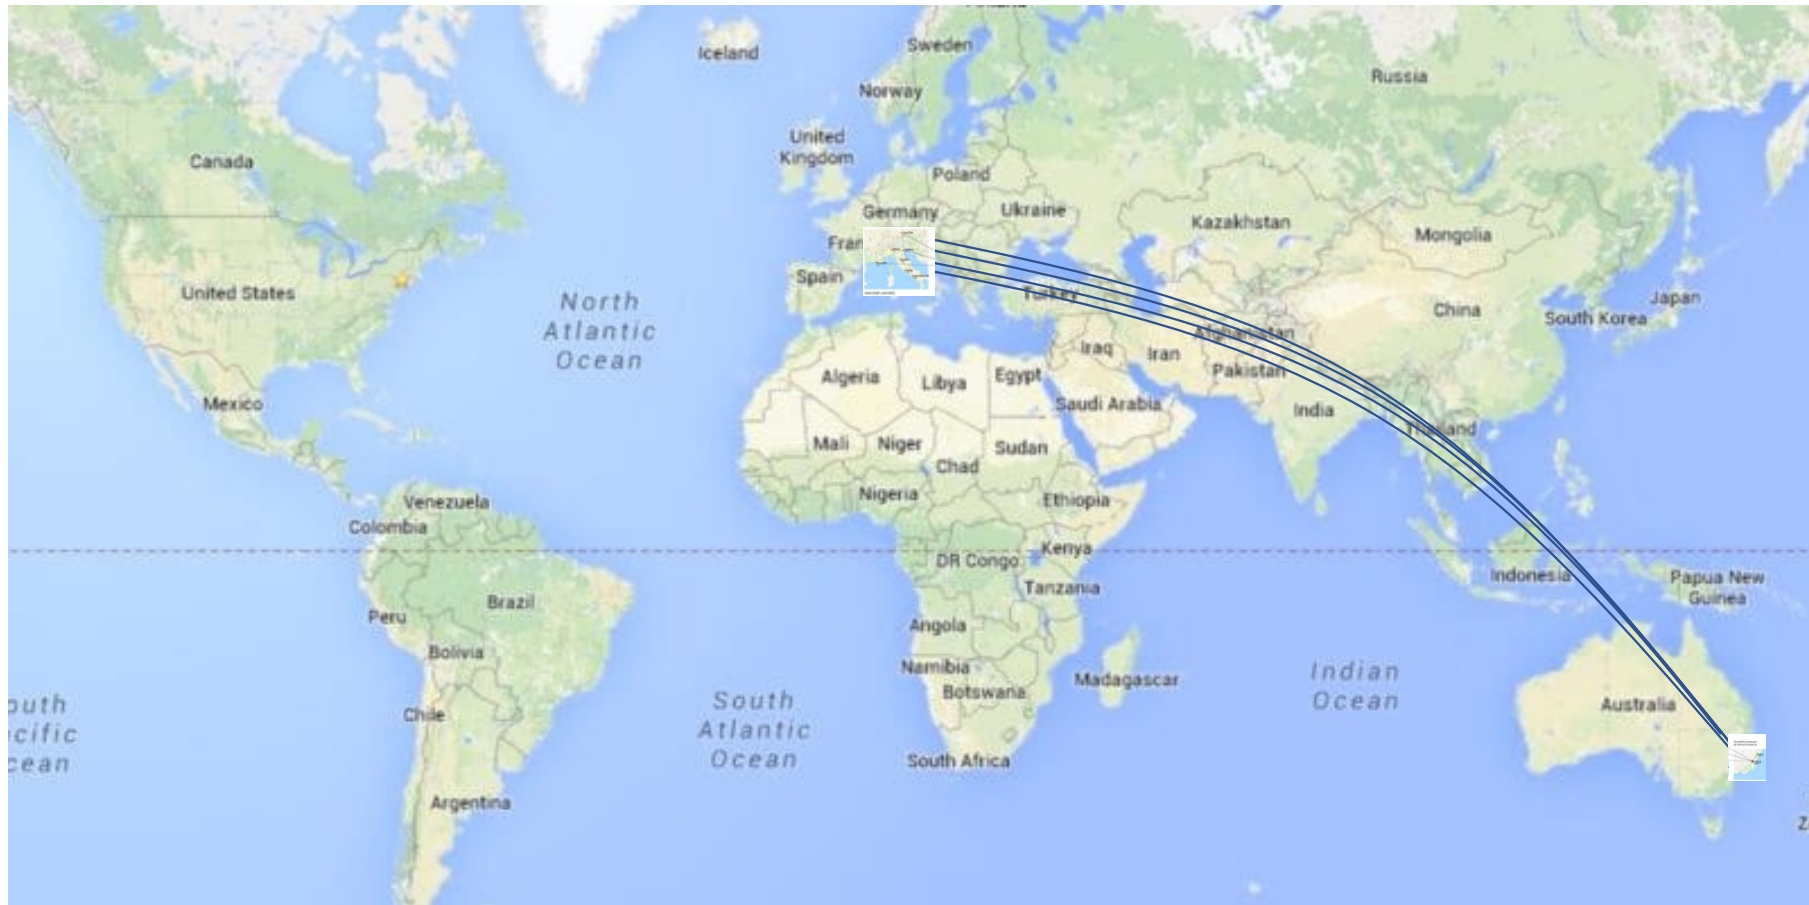 Iceland
Sweden
Norway
Russia
United
Kingdom
Canada
Poland
Germany
Ukraine
Kazakhstan
Mongolia
Fran
Spain
United States
North
Atlantic
Ocean
Turkey
China
Japan
South Korea
Afghanistan
Iraq
Iran
Pakistan
Algeria
Libya
Egypt
Saudi Arabia
India
Mexico
Thailand
Mali
Niger
Sudan
Chad
Nigeria
Ethiopia
Venezuela
Colombia
Kenya
DR Congo
Indonesia
Papua New
Guinea
Tanzania
Brazil
Peru
Angola
Bolivia
Namibia
Botswana
Madagascar
Indian
Ocean
Australia
outh
cific
cean
Chile
South
Atlantic
Ocean
South Africa
Argentina
Z